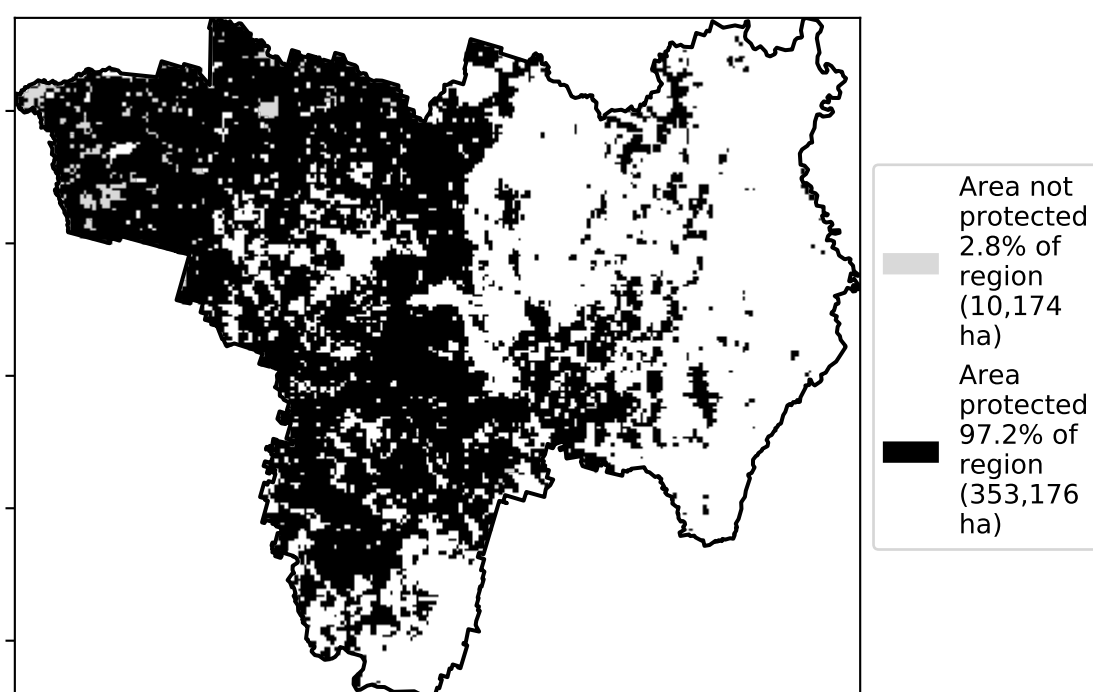 Area not
protected
2.8% of
region
(10,174
ha)
Area
protected
97.2% of
region
(353,176
ha)